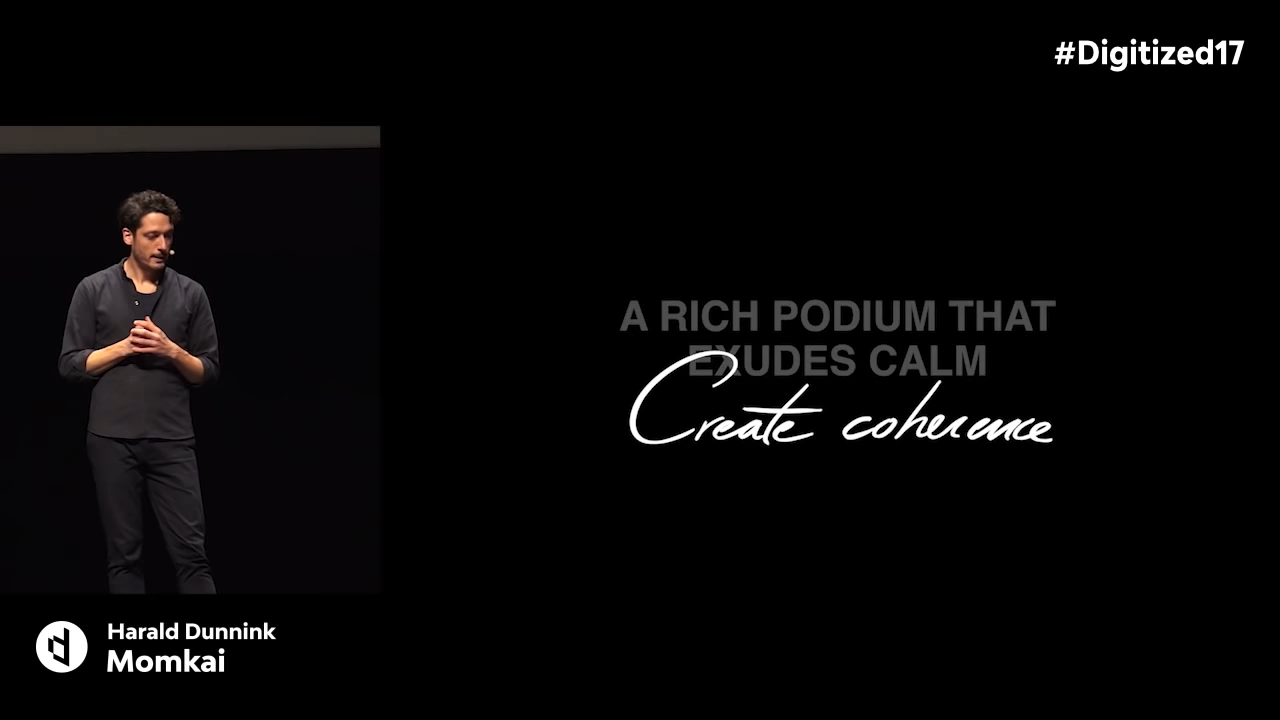 #Digitized17
A RICH PODIUM THAT
EXUDES CALM
Create coherence
Harald Dunnink
Momkai